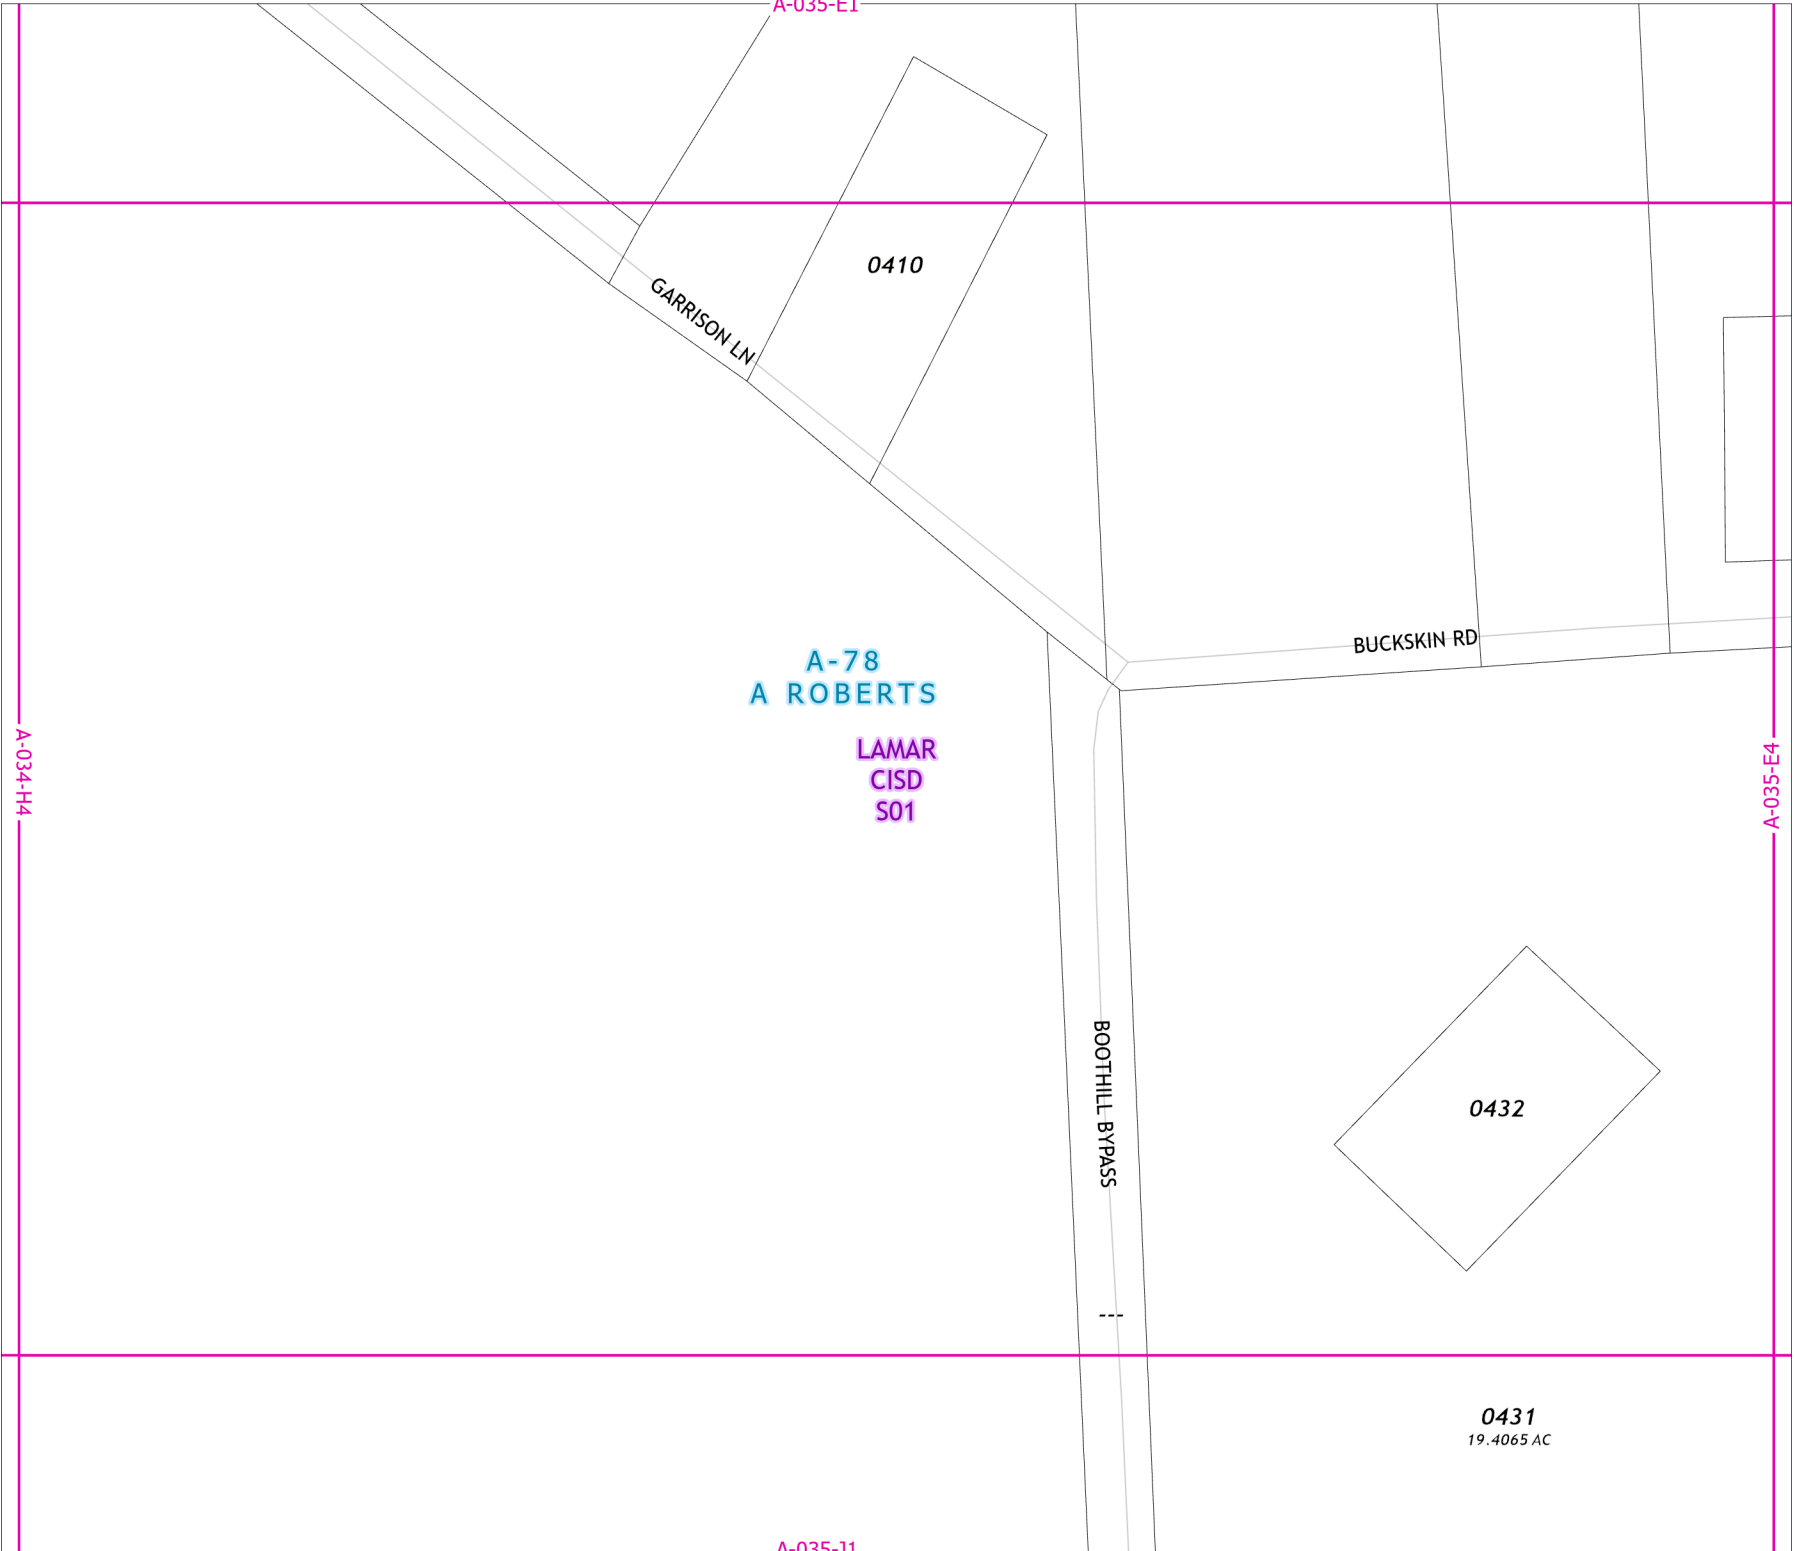 A-035-E1
0410
GARRISON LN
BUCKSKIN RD
A-78
A ROBERTS
LAMAR
CISD
S01
A-034-H4
A-035-E4
BOOTHILL BYPASS
0432
---
0431
19.4065 AC
A-035-J1